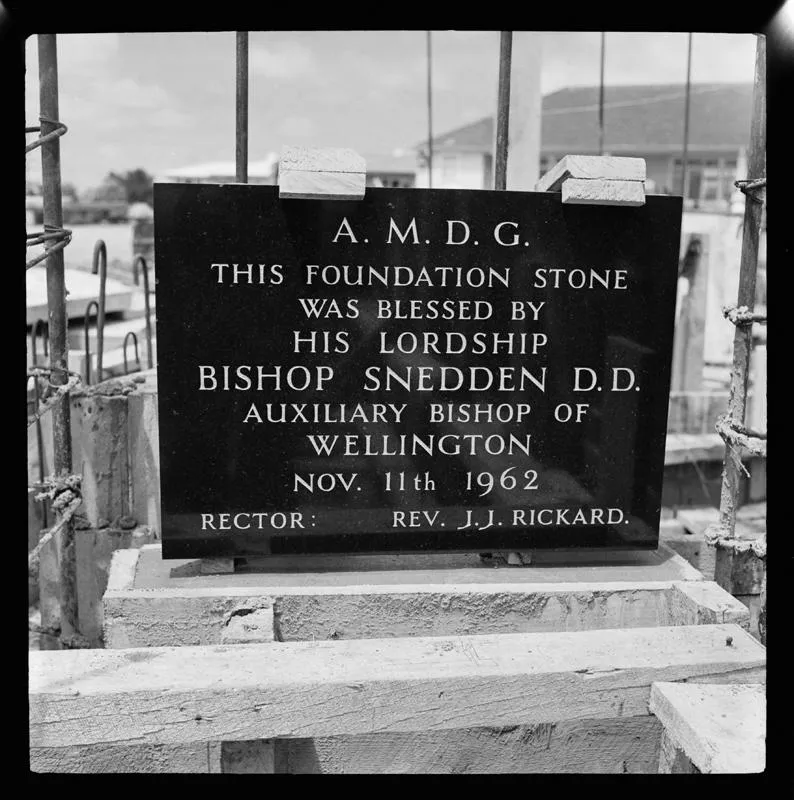 A. M. D. G.
THIS FOUNDATION STONE
WAS BLESSED BY
HIS LORDSHIP
BISHOP SNEDDEN D.D.
AUXILIARY BISHOP OF
WELLINGTON
NOV. 11th 1962
RECTOR: REV. J.J. RICKARD.